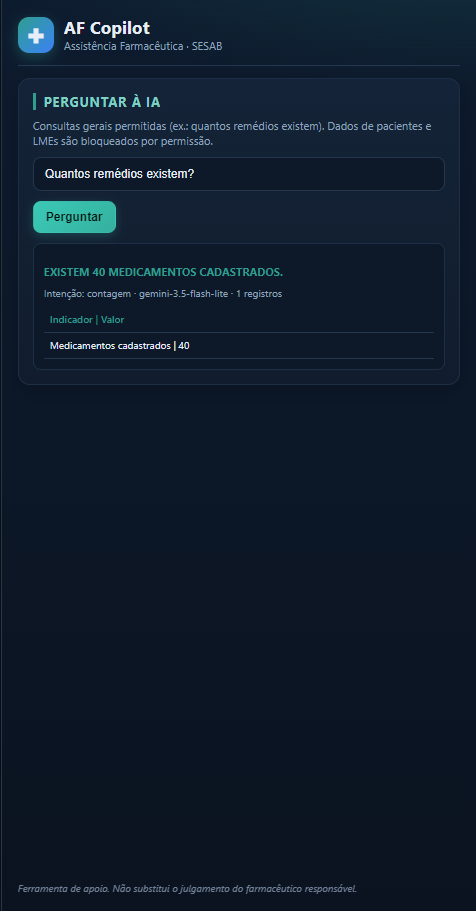 AF Copilot
Assistência Farmacêutica · SESAB
PERGUNTAR À IA
Consultas gerais permitidas (ex.: quantos remédios existem). Dados de pacientes e
LMEs são bloqueados por permissão.
Quantos remédios existem?
Perguntar
EXISTEM 40 MEDICAMENTOS CADASTRADOS.
Intenção: contagem · gemini-3.5-flash-lite · 1 registros
Indicador | Valor
Medicamentos cadastrados | 40
Ferramenta de apoio. Não substitui o julgamento do farmacêutico responsável.